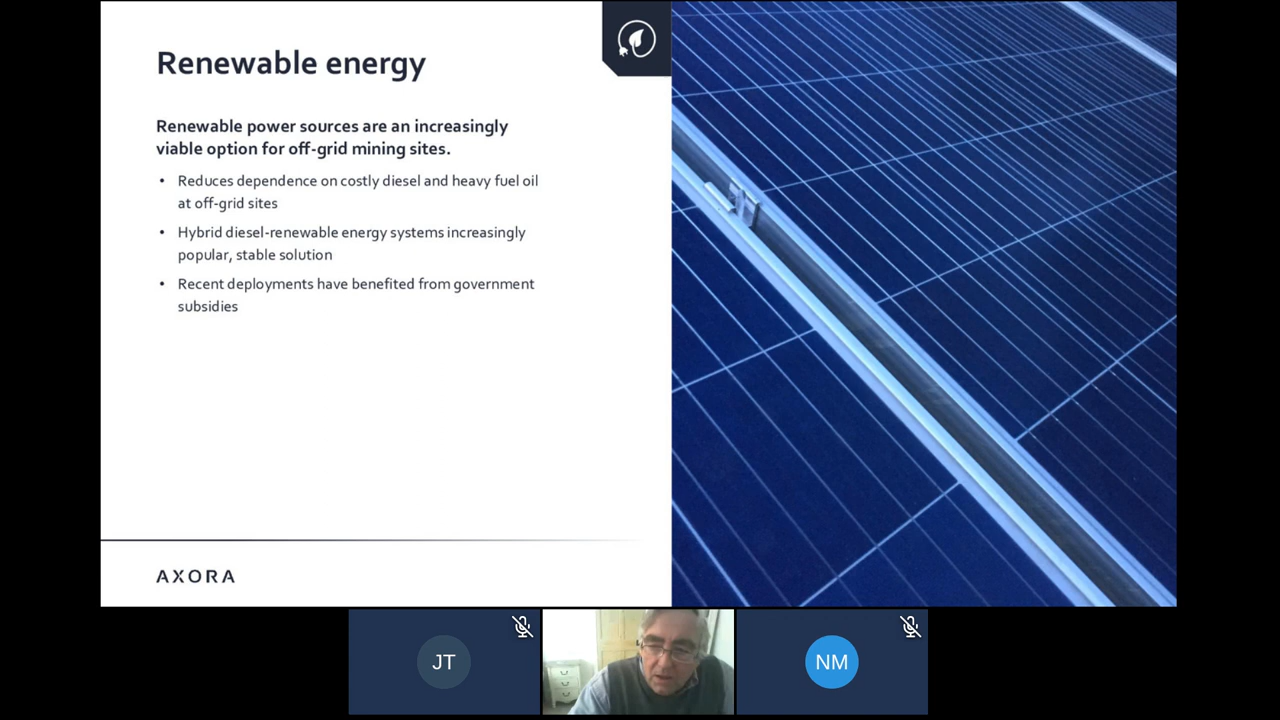 Renewable energy
Renewable power sources are an increasingly
viable option for off-grid mining sites.
• Reduces dependence on costly diesel and heavy fuel oil
at off-grid sites
• Hybrid diesel-renewable energy systems increasingly
popular, stable solution
• Recent deployments have benefited from government
subsidies
AXORA
JT
NM